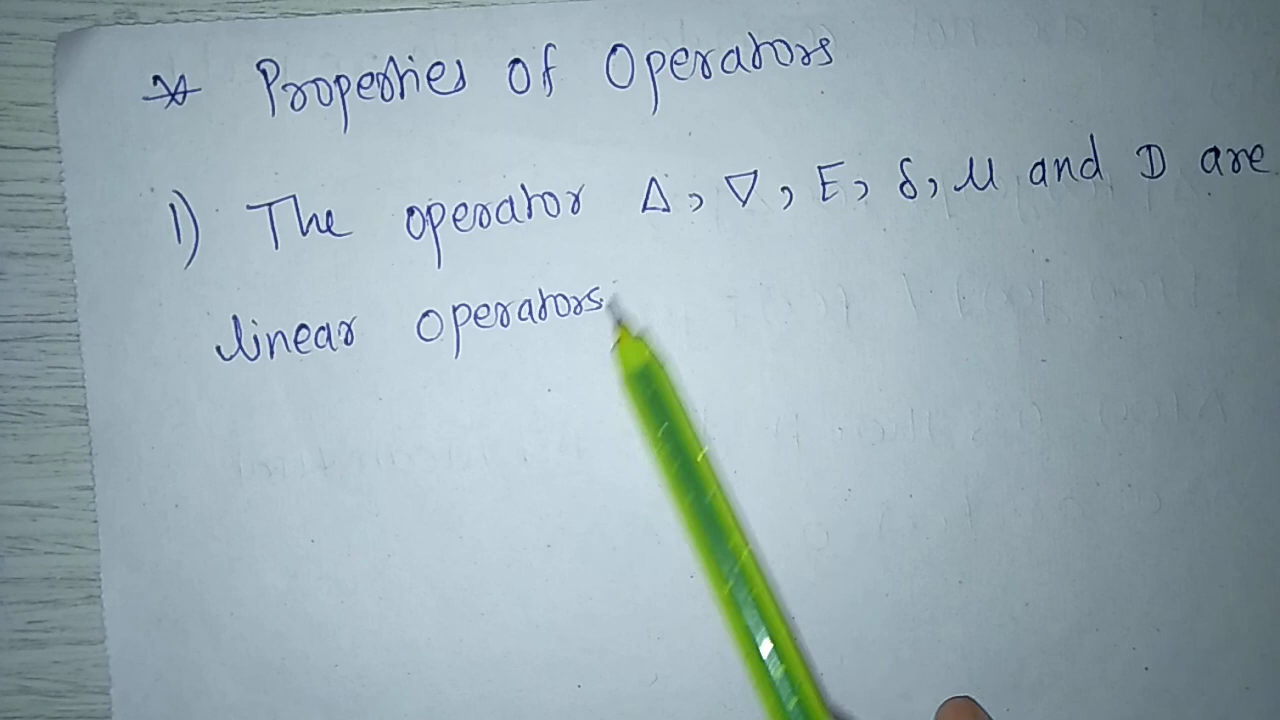 * Properties of Operators
1) The operator Δ, ∇, E, δ, μ and D are
linear operators.